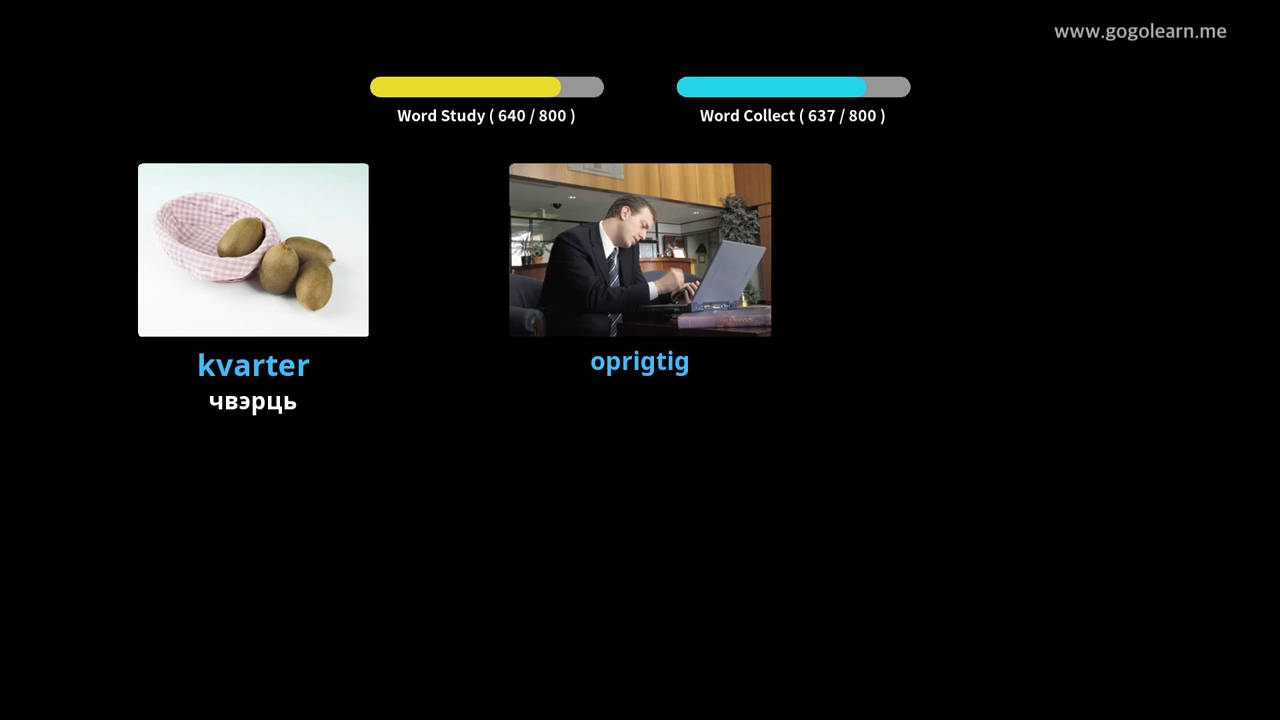 www.gogolearn.me
Word Study ( 640 / 800 )
Word Collect ( 637 / 800 )
kvarter
чвэрць
oprigtig